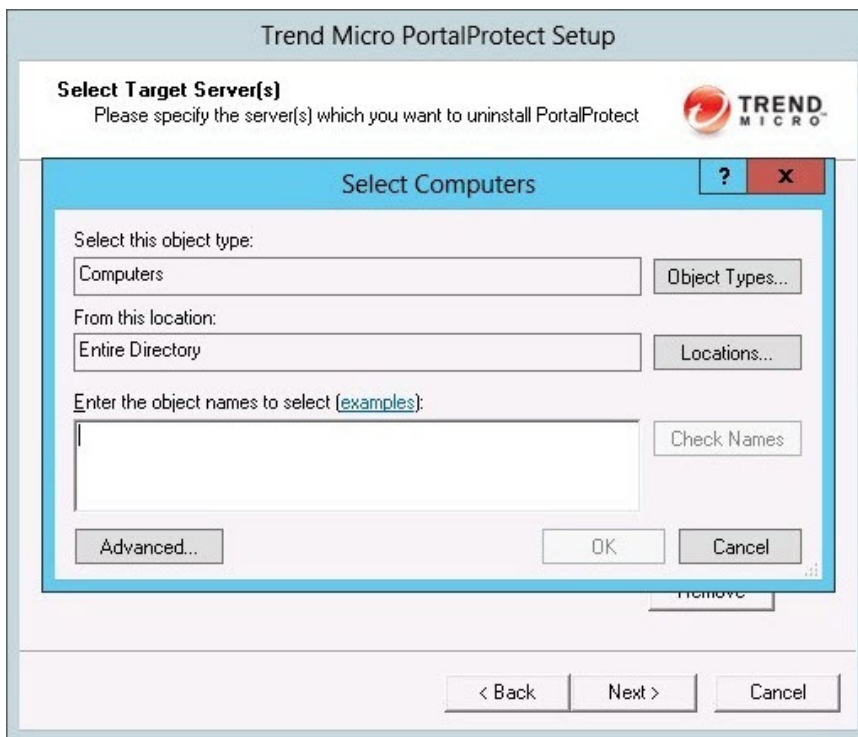 Trend Micro PortalProtect Setup
Select Target Server(s)
Please specify the server(s) which you want to uninstall PortalProtect
TREND
MICRO™
Select Computers
?
x
Select this object type:
Computers
Object Types...
From this location:
Entire Directory
Locations...
Enter the object names to select (examples):
Check Names
Advanced...
OK
Cancel
Remove
< Back
Next >
Cancel